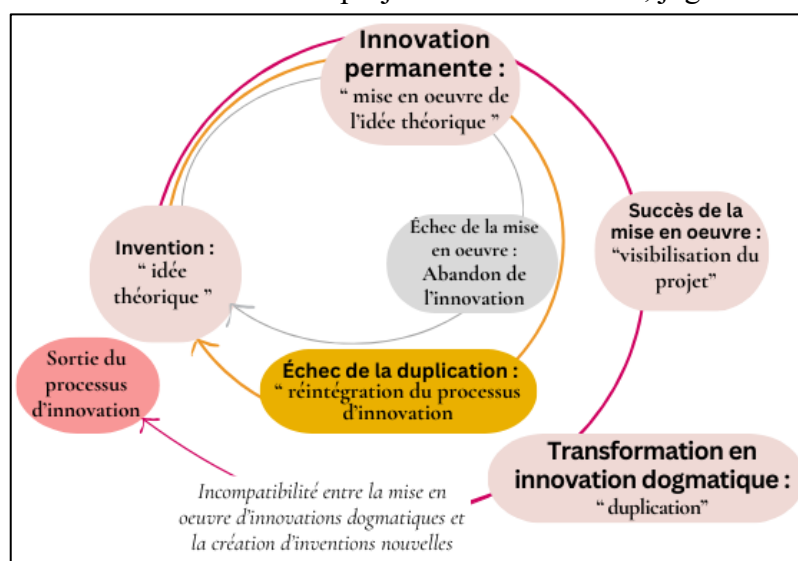 Innovation
permanente :
“ mise en oeuvre de
l’idée théorique ”
Succès de la
mise en oeuvre :
“visibilisation du
projet”
Échec de la mise
en oeuvre :
Abandon de
l’innovation
Invention :
“ idée
théorique ”
Sortie du
processus
d’innovation
Échec de la duplication :
“ réintégration du processus
d’innovation
Transformation en
innovation dogmatique :
“ duplication”
Incompatibilité entre la mise en
oeuvre d’innovations dogmatiques et
la création d’inventions nouvelles